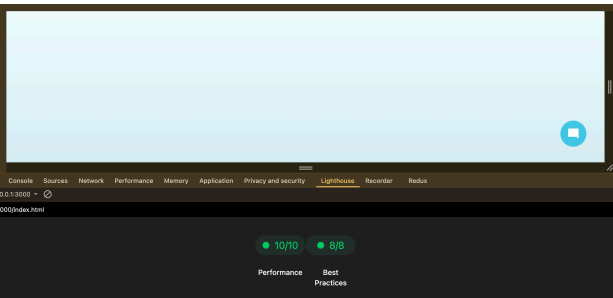 Console Sources Network Performance Memory Application Privacy and security Lighthouse Recorder Redux
0.0.1:3000
000/index.html
10/10 8/8
Performance Best
Practices